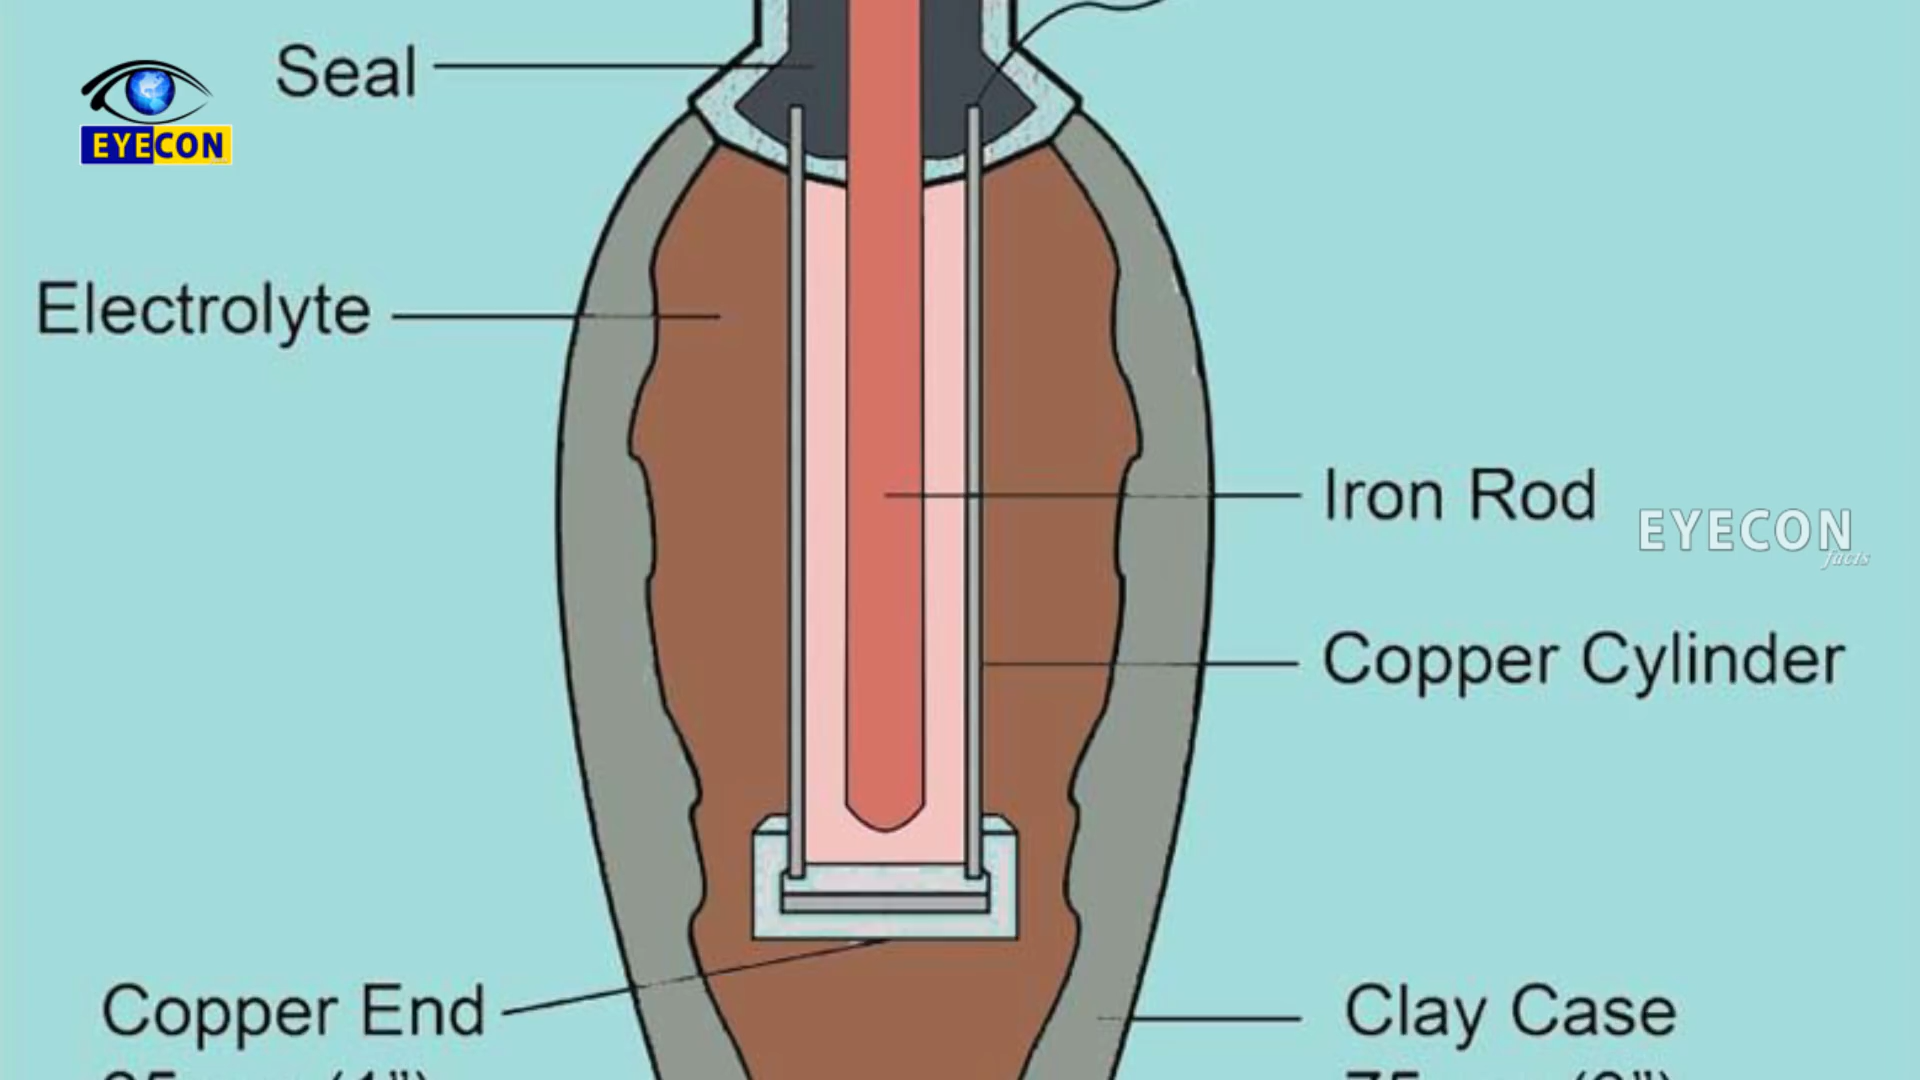 Seal
EYECON
Electrolyte
Iron Rod
EYECON
facts
Copper Cylinder
Copper End
Clay Case